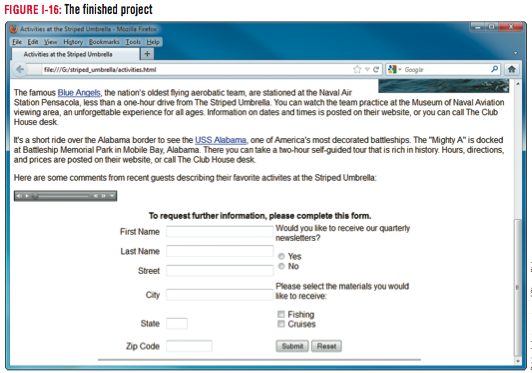 FIGURE I-16: The finished project
Activities at the Striped Umbrella - Mozilla Firefox
File Edit View History Bookmarks Tools Help
Activities at the Striped Umbrella +
file:///G:/striped_umbrella/activities.html
Google
The famous Blue Angels, the nation's oldest flying aerobatic team, are stationed at the Naval Air
Station Pensacola, less than a one-hour drive from The Striped Umbrella. You can watch the team practice at the Museum of Naval Aviation
viewing area, an unforgettable experience for all ages. Information on dates and times is posted on their website, or you can call The Club
House desk.
It's a short ride over the Alabama border to see the USS Alabama, one of America's most decorated battleships. The "Mighty A" is docked
at Battleship Memorial Park in Mobile Bay, Alabama. There you can take a two-hour self-guided tour that is rich in history. Hours, directions,
and prices are posted on their website, or call The Club House desk.
Here are some comments from recent guests describing their favorite activites at the Striped Umbrella:
To request further information, please complete this form.
First Name
Would you like to receive our quarterly
newsletters?
Last Name
Yes
No
Street
City
Please select the materials you would
like to receive:
State
Fishing
Cruises
Zip Code
Submit Reset